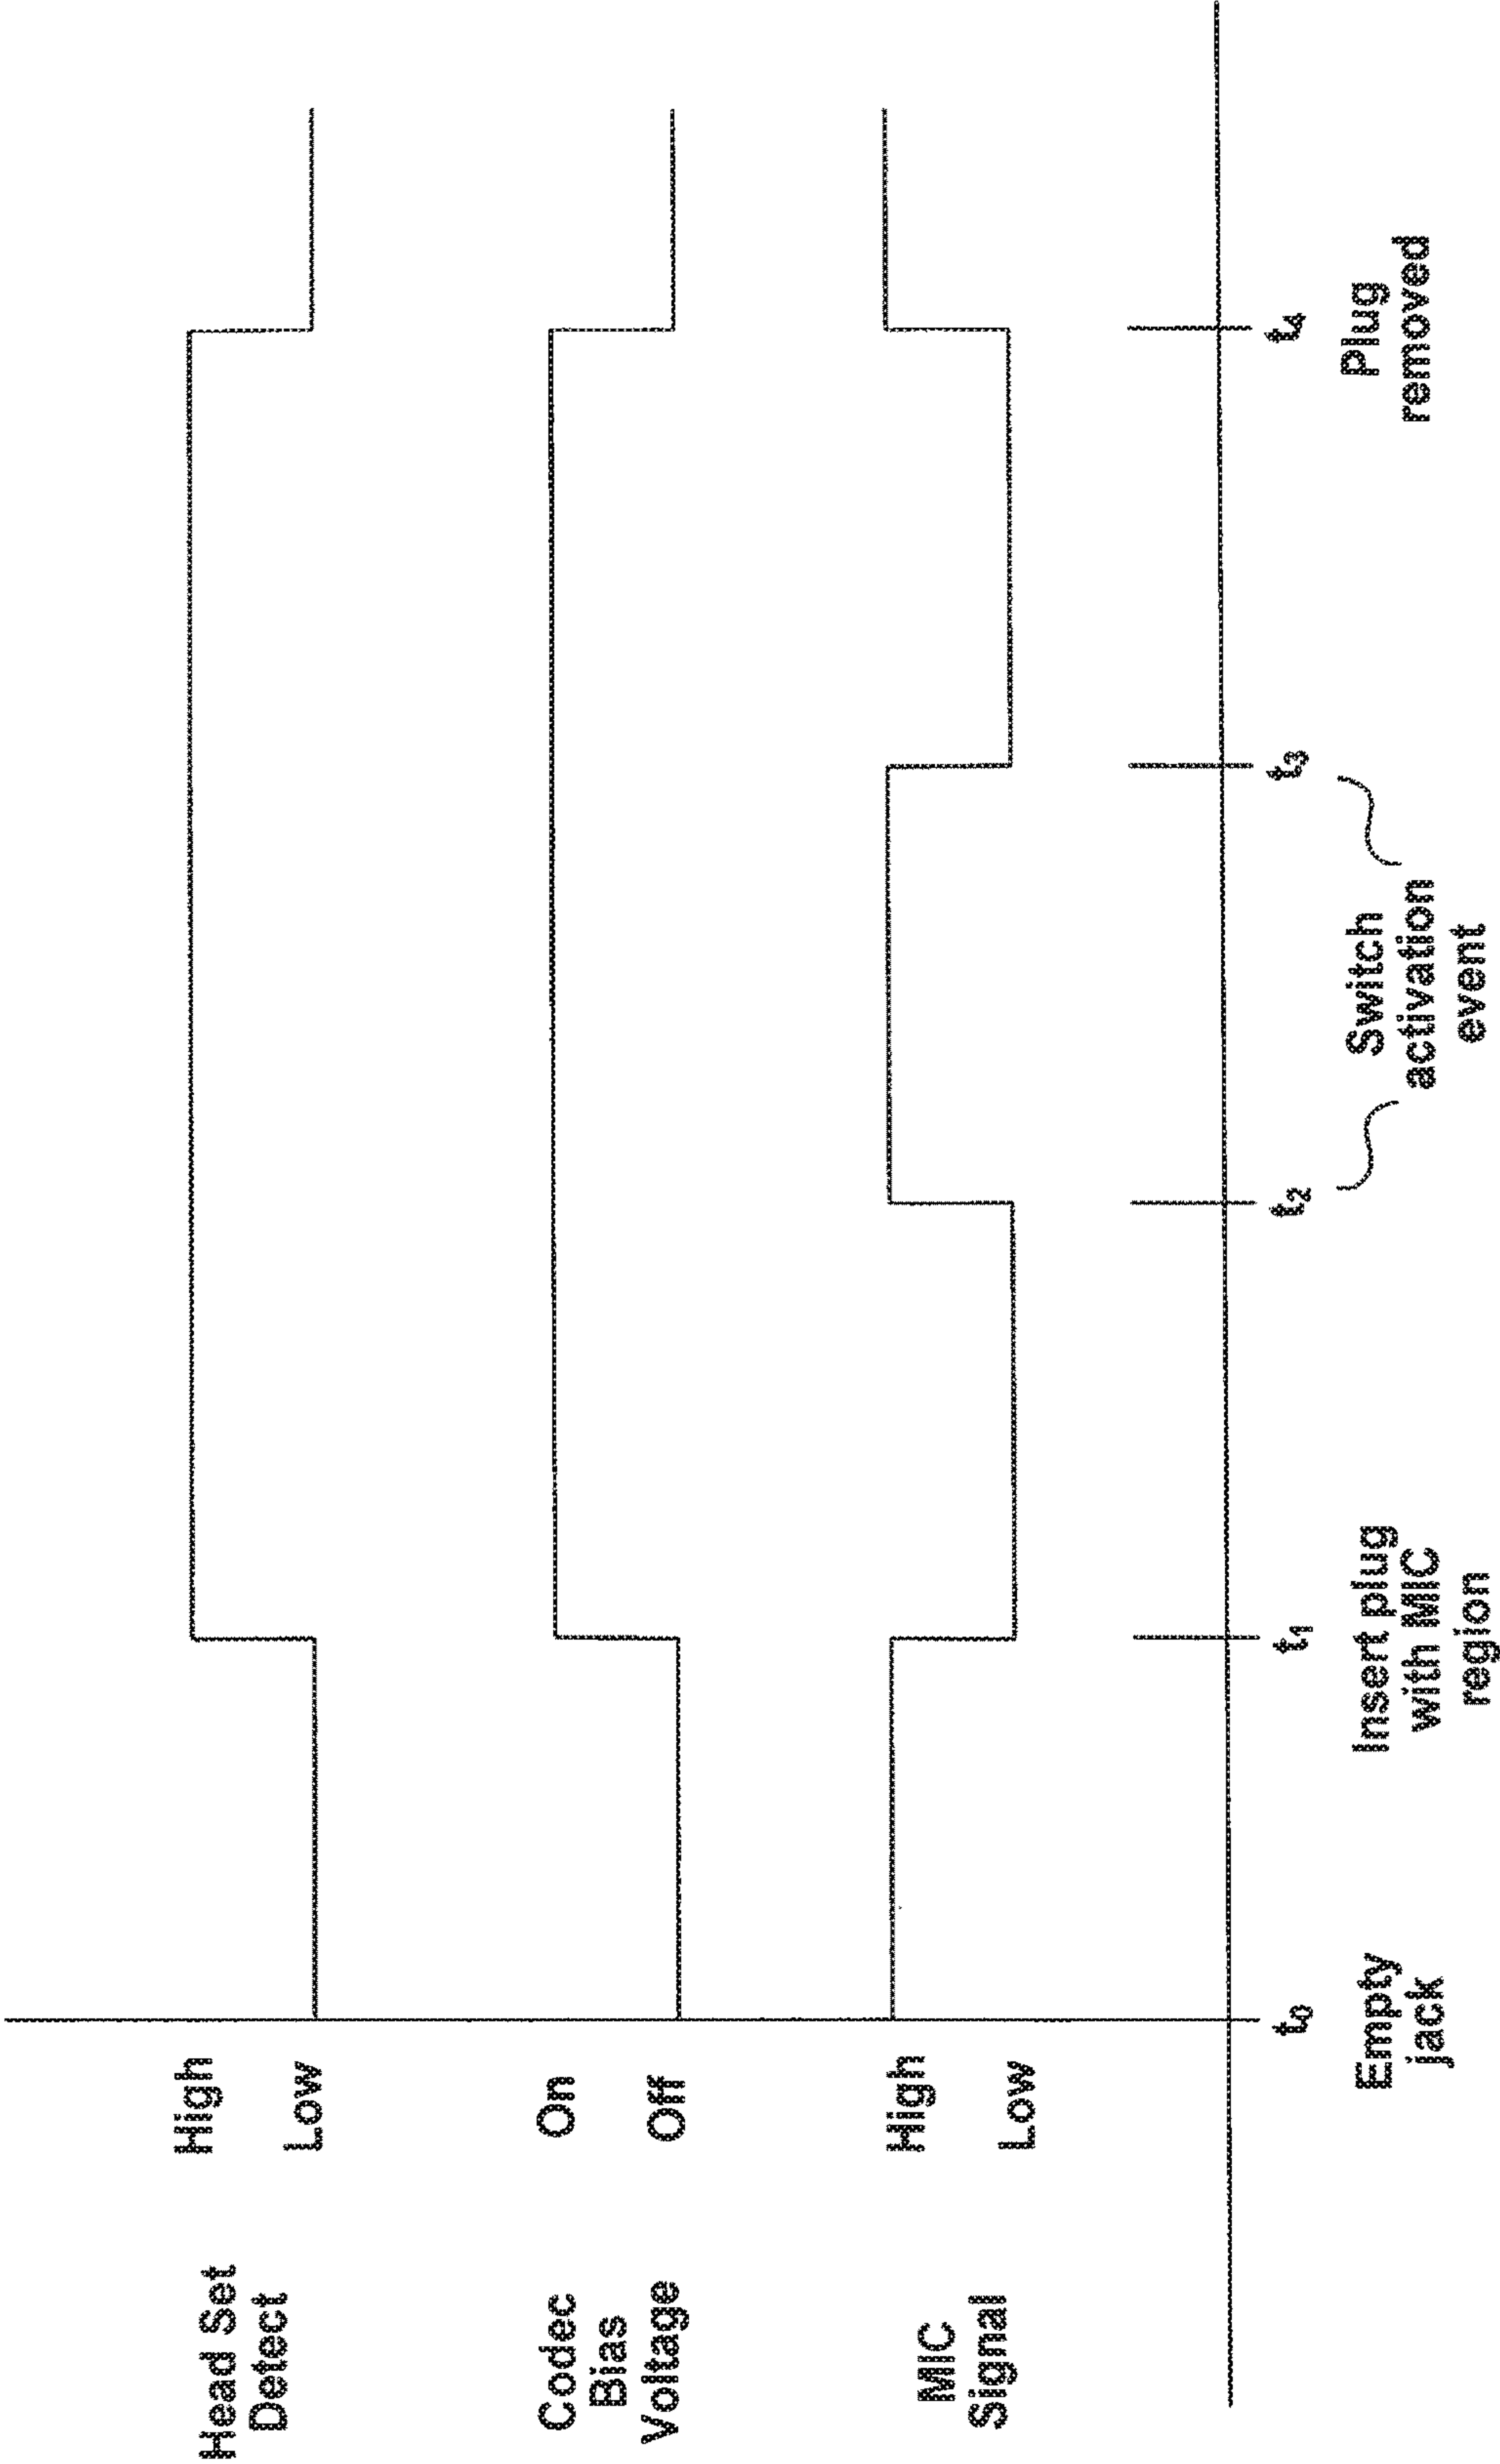 Head Set
Detect
High
Low
Codec
Bias
Voltage
On
Off
MIC
Signal
High
Low
t0
t1
t2
t3
t4
Empty
jack
Insert plug
with MIC
region
Switch
activation
event
Plug
removed